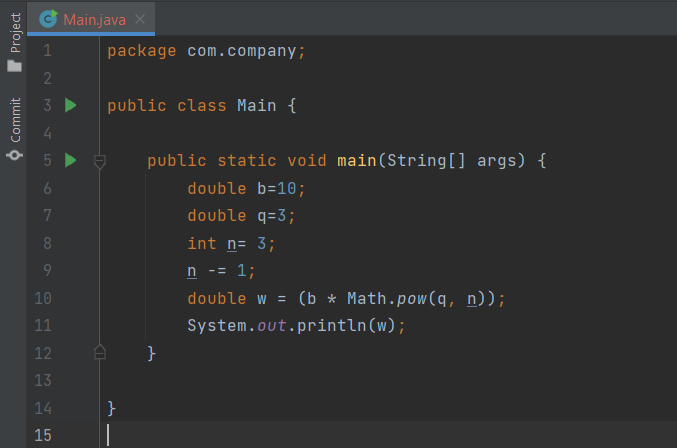 Project
Commit
Main.java
1 package com.company;
2
3 public class Main {
4
5     public static void main(String[] args) {
6         double b=10;
7         double q=3;
8         int n= 3;
9         n -= 1;
10         double w = (b * Math.pow(q, n));
11         System.out.println(w);
12     }
13
14 }
15